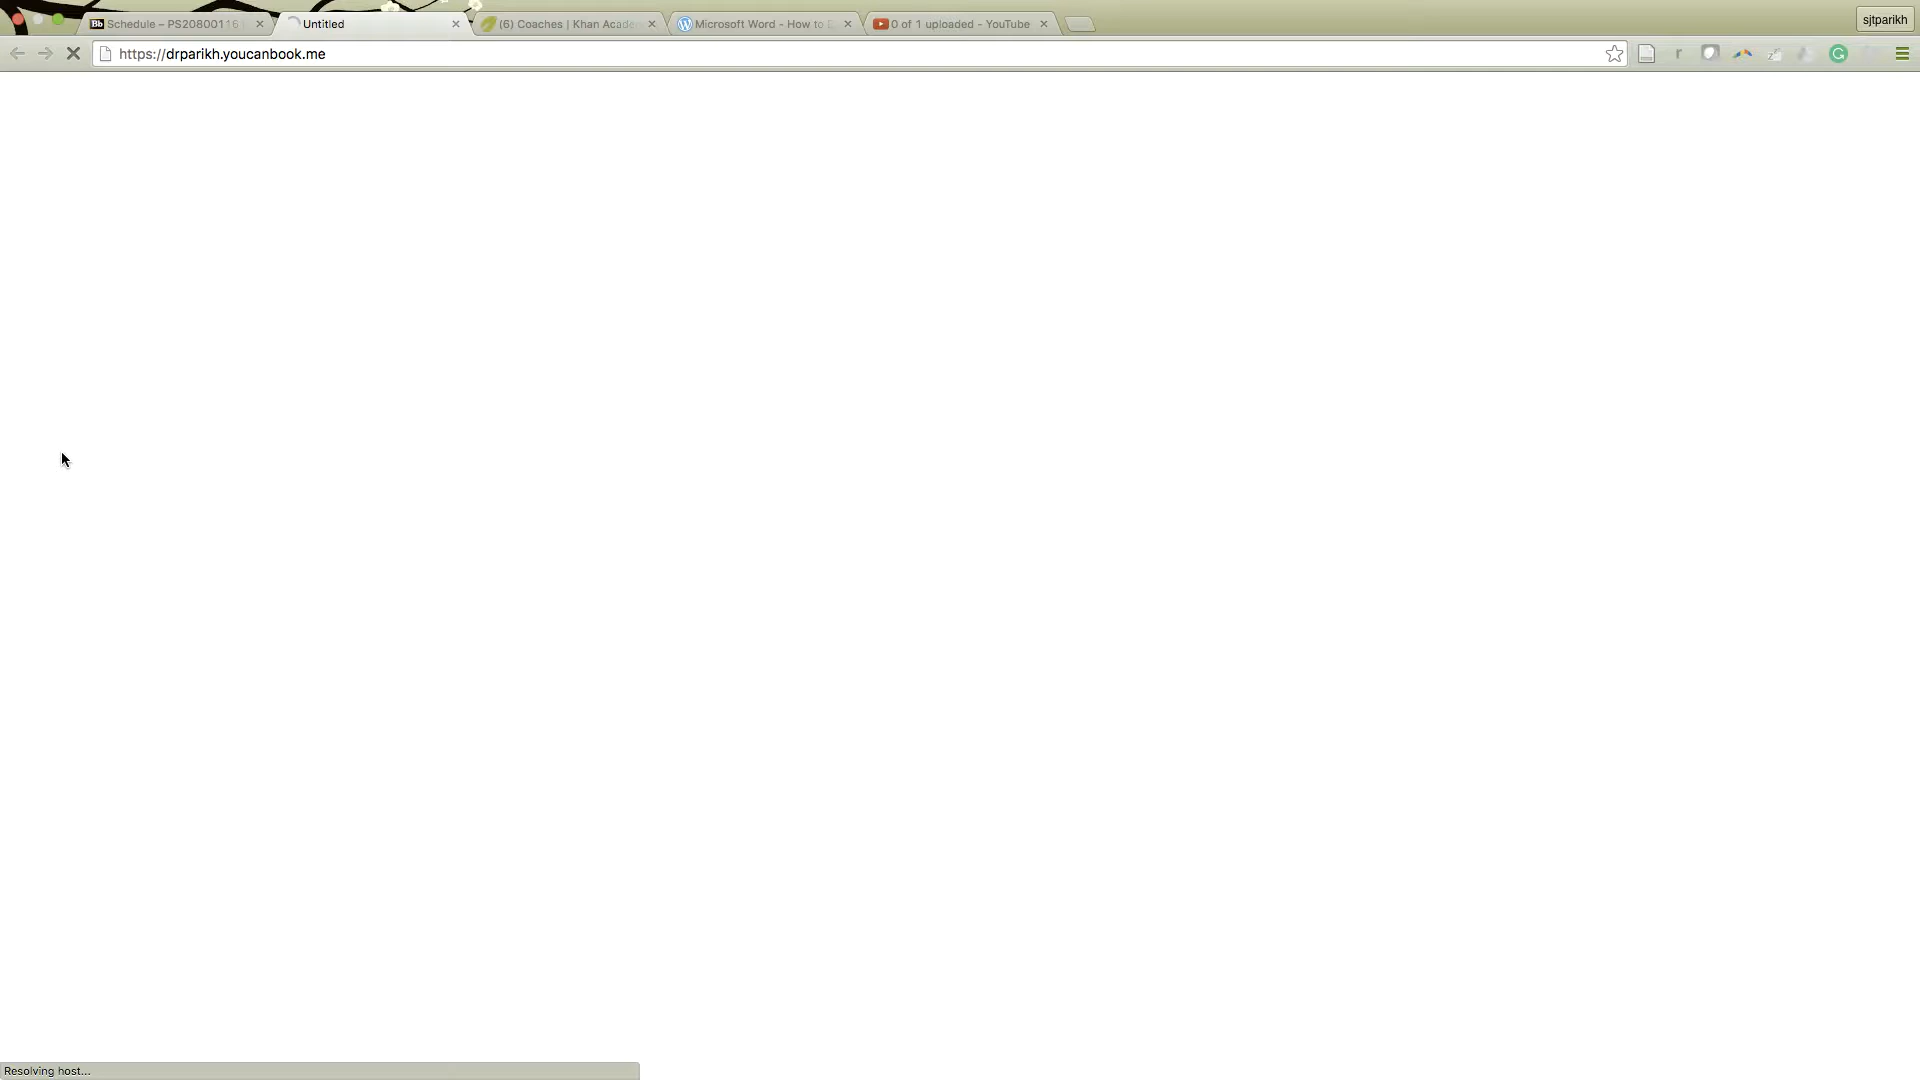 Schedule – PS20800116
Untitled
(6) Coaches | Khan Acade
Microsoft Word - How to E
0 of 1 uploaded - YouTube
sjtparikh
https://drparikh.youcanbook.me
Resolving host...